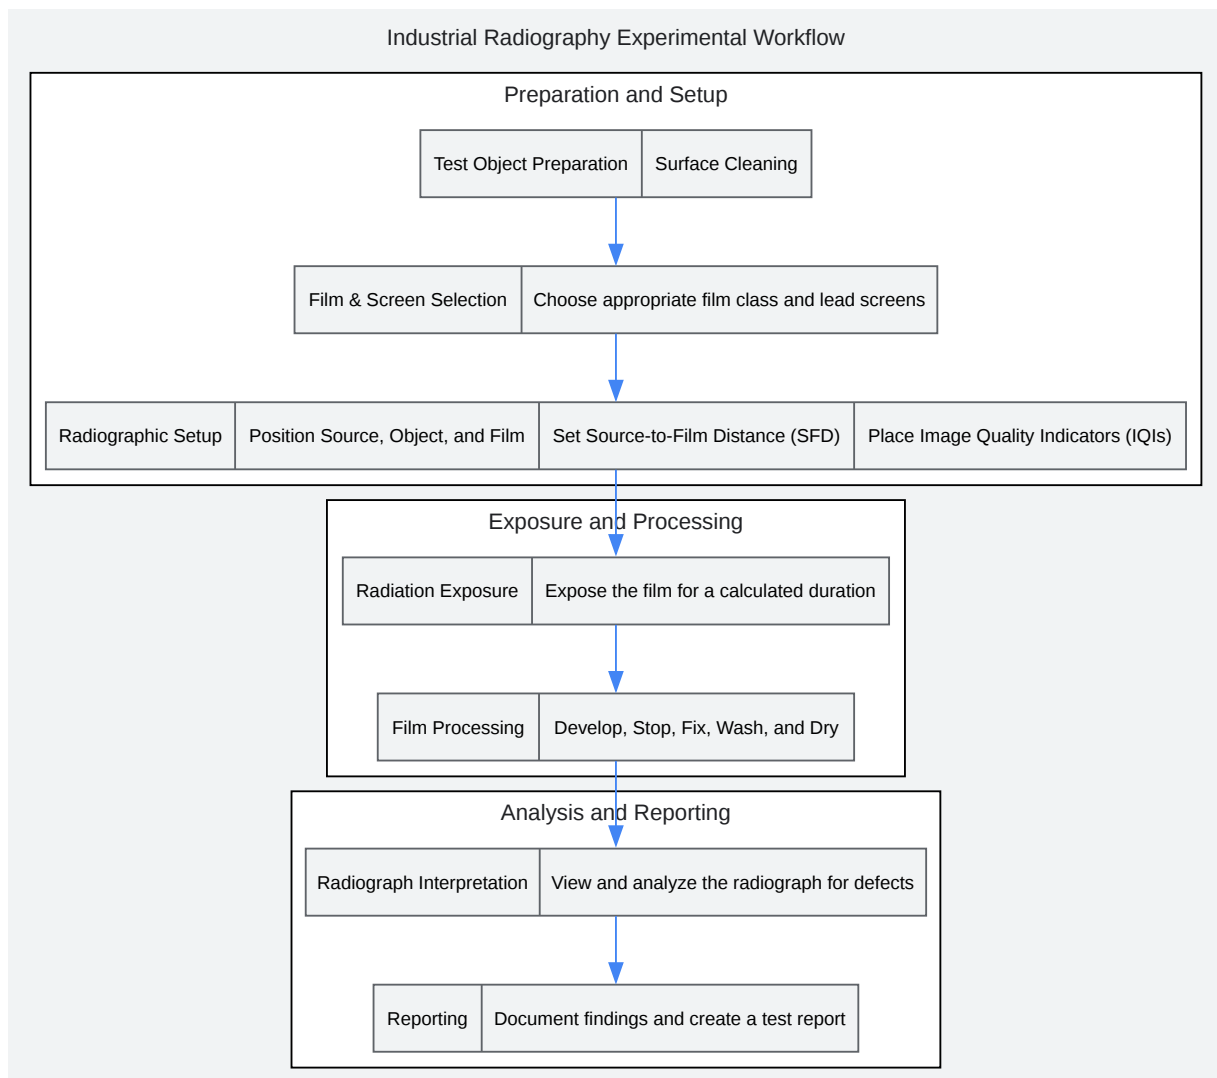 Industrial Radiography Experimental Workflow
Preparation and Setup
Test Object Preparation Surface Cleaning
Film & Screen Selection Choose appropriate film class and lead screens
Radiographic Setup Position Source, Object, and Film Set Source-to-Film Distance (SFD) Place Image Quality Indicators (IQIs)
Exposure and Processing
Radiation Exposure Expose the film for a calculated duration
Film Processing Develop, Stop, Fix, Wash, and Dry
Analysis and Reporting
Radiograph Interpretation View and analyze the radiograph for defects
Reporting Document findings and create a test report